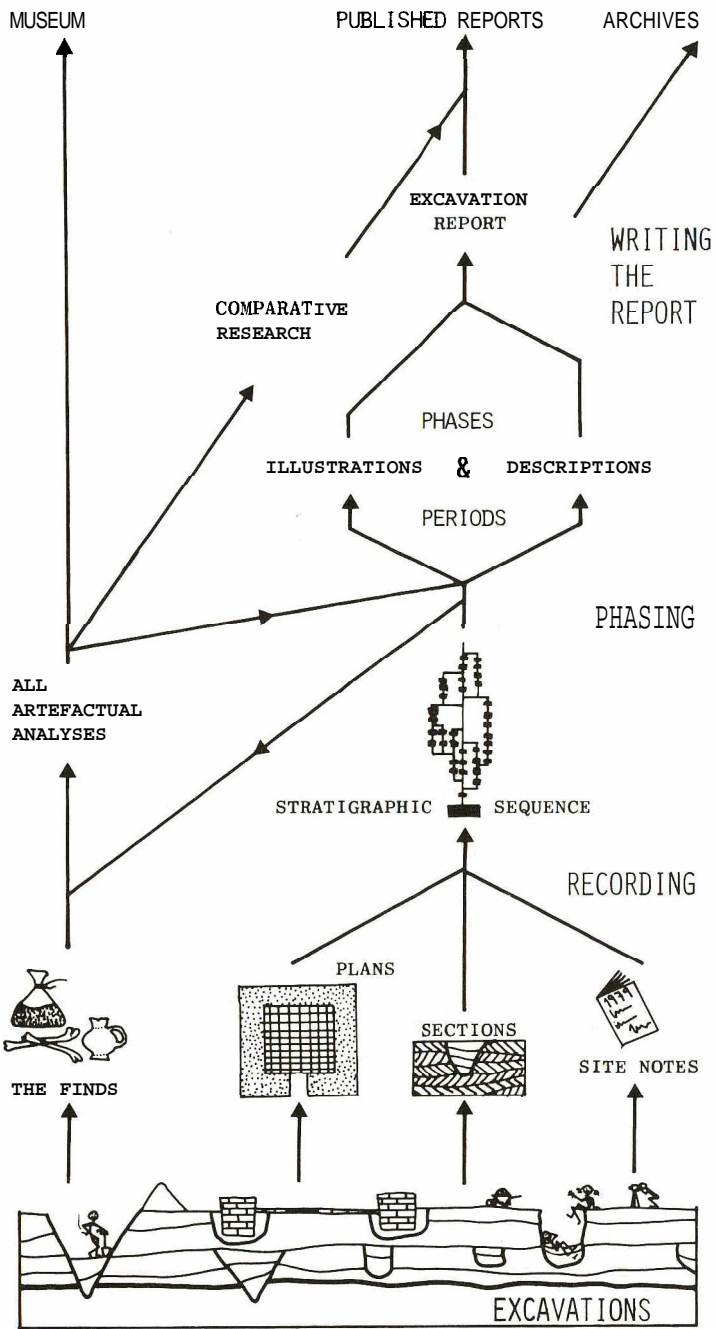 MUSEUM
PUBLISHED REPORTS
ARCHIVES
EXCAVATION
REPORT
WRITING
THE
REPORT
COMPARATIVE
RESEARCH
PHASES
ILLUSTRATIONS & DESCRIPTIONS
PERIODS
PHASING
ALL
ARTEFACTUAL
ANALYSES
STRATIGRAPHIC SEQUENCE
RECORDING
PLANS
1979
SECTIONS
SITE NOTES
THE FINDS
EXCAVATIONS